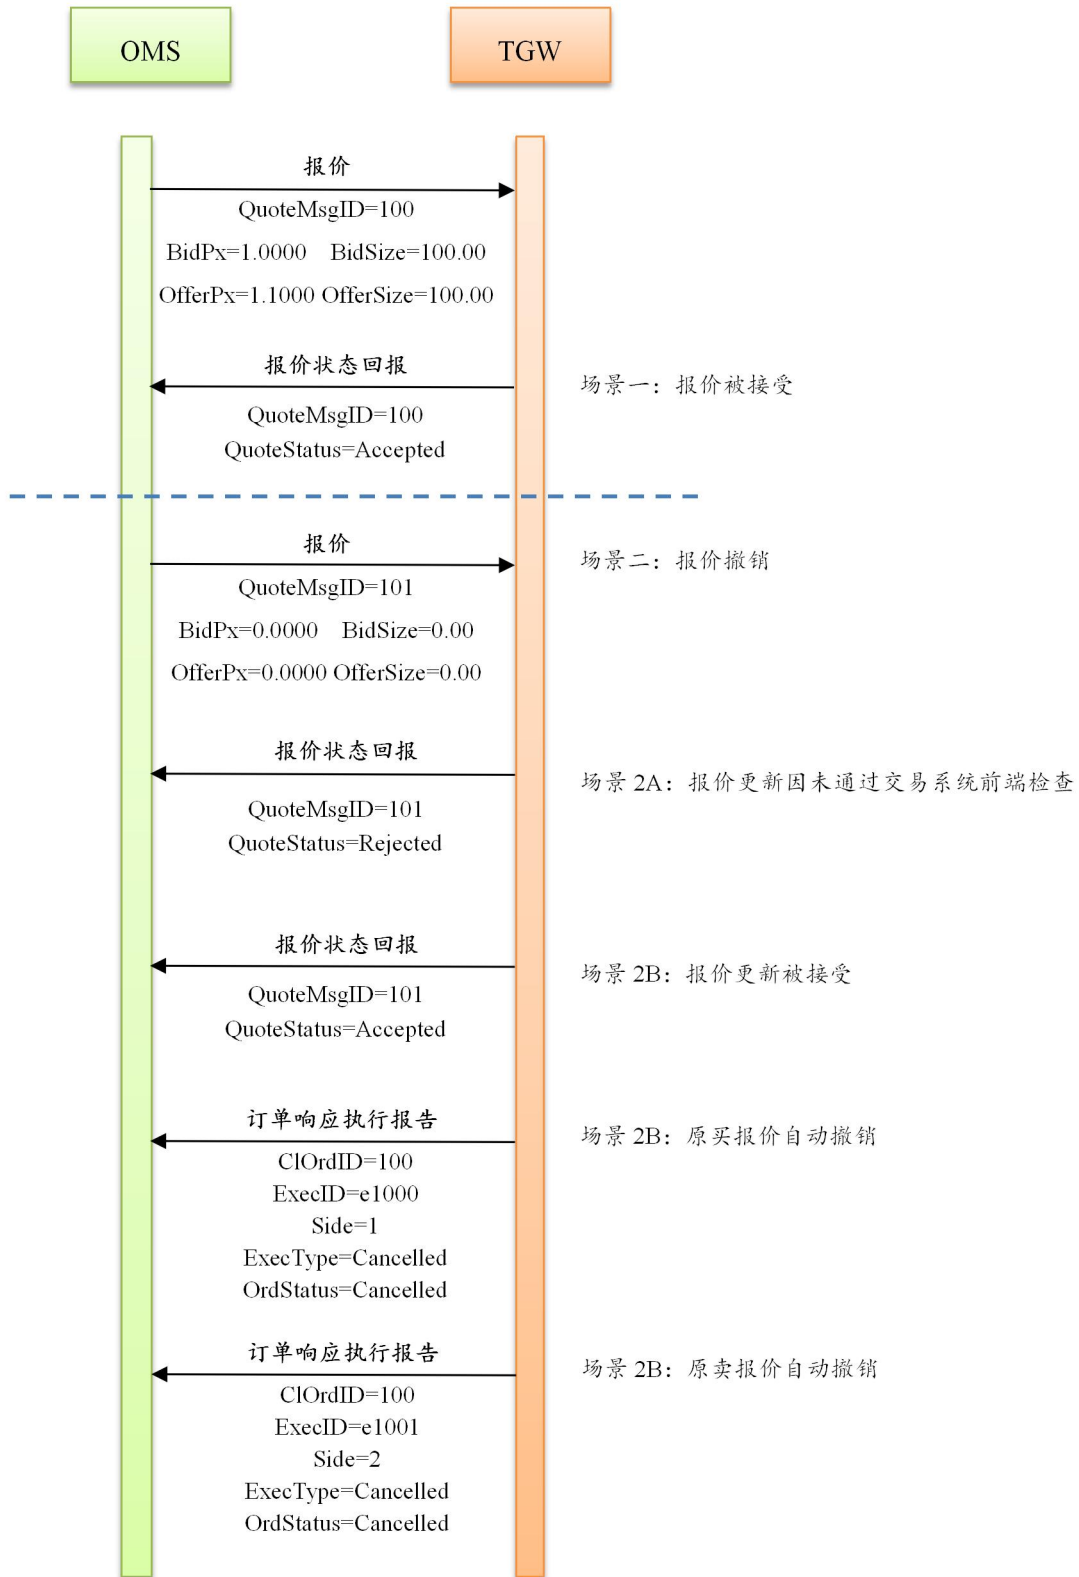 OMS
TGW
报价
QuoteMsgID=100
BidPx=1.0000 BidSize=100.00
OfferPx=1.1000 OfferSize=100.00
报价状态回报
场景一：报价被接受
QuoteMsgID=100
QuoteStatus=Accepted
报价
场景二：报价撤销
QuoteMsgID=101
BidPx=0.0000 BidSize=0.00
OfferPx=0.0000 OfferSize=0.00
报价状态回报
场景 2A：报价更新因未通过交易系统前端检查
QuoteMsgID=101
QuoteStatus=Rejected
报价状态回报
场景 2B：报价更新被接受
QuoteMsgID=101
QuoteStatus=Accepted
订单响应执行报告
场景 2B：原买报价自动撤销
ClOrdID=100
ExecID=e1000
Side=1
ExecType=Cancelled
OrdStatus=Cancelled
订单响应执行报告
场景 2B：原卖报价自动撤销
ClOrdID=100
ExecID=e1001
Side=2
ExecType=Cancelled
OrdStatus=Cancelled